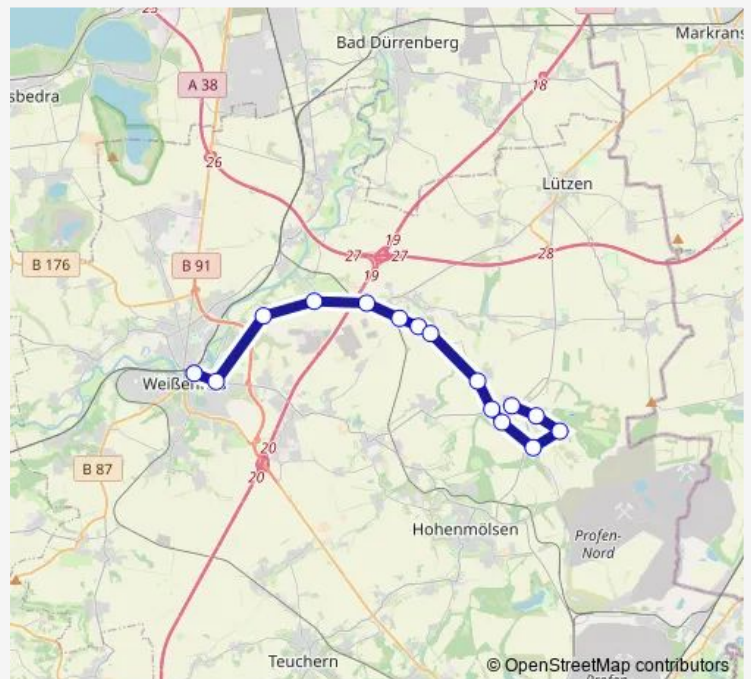 23
Bad Dürrenberg
Markrans
A 38
18
sbedra
26
Lützen
19
27
27
28
19
B 176
B 91
20
B 87
20
Hohenmölsen
Profen-
Nord
Teuchern
© OpenStreetMap contributors